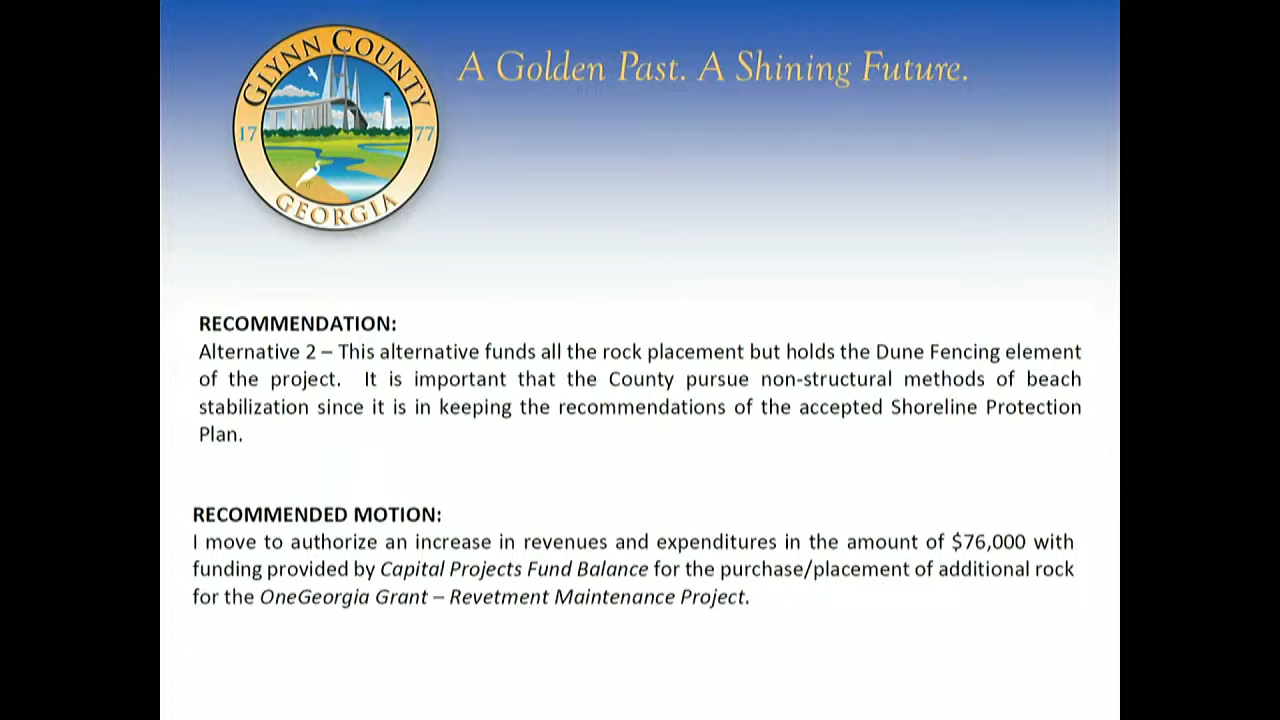 GLYNN COUNTY
17 77
GEORGIA
A Golden Past. A Shining Future.
RECOMMENDATION:
Alternative 2 – This alternative funds all the rock placement but holds the Dune Fencing element
of the project. It is important that the County pursue non-structural methods of beach
stabilization since it is in keeping the recommendations of the accepted Shoreline Protection
Plan.
RECOMMENDED MOTION:
I move to authorize an increase in revenues and expenditures in the amount of $76,000 with
funding provided by Capital Projects Fund Balance for the purchase/placement of additional rock
for the OneGeorgia Grant – Revetment Maintenance Project.